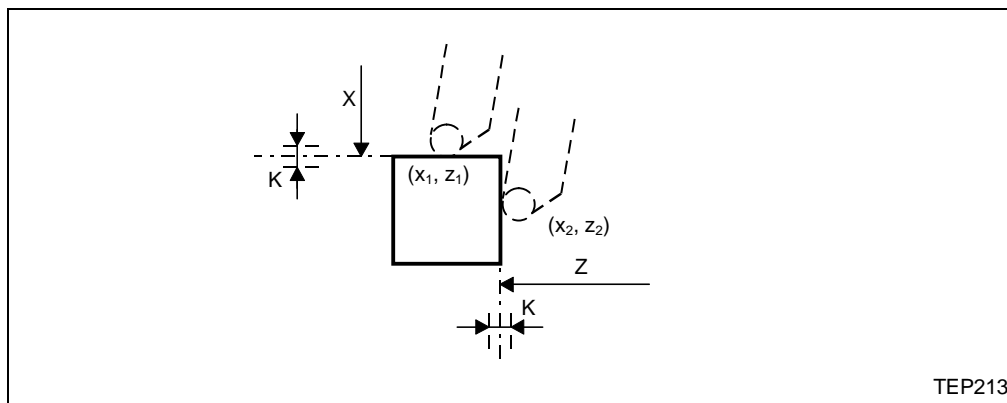 X
K
(x₁, z₁)
(x₂, z₂)
Z
K
TEP213